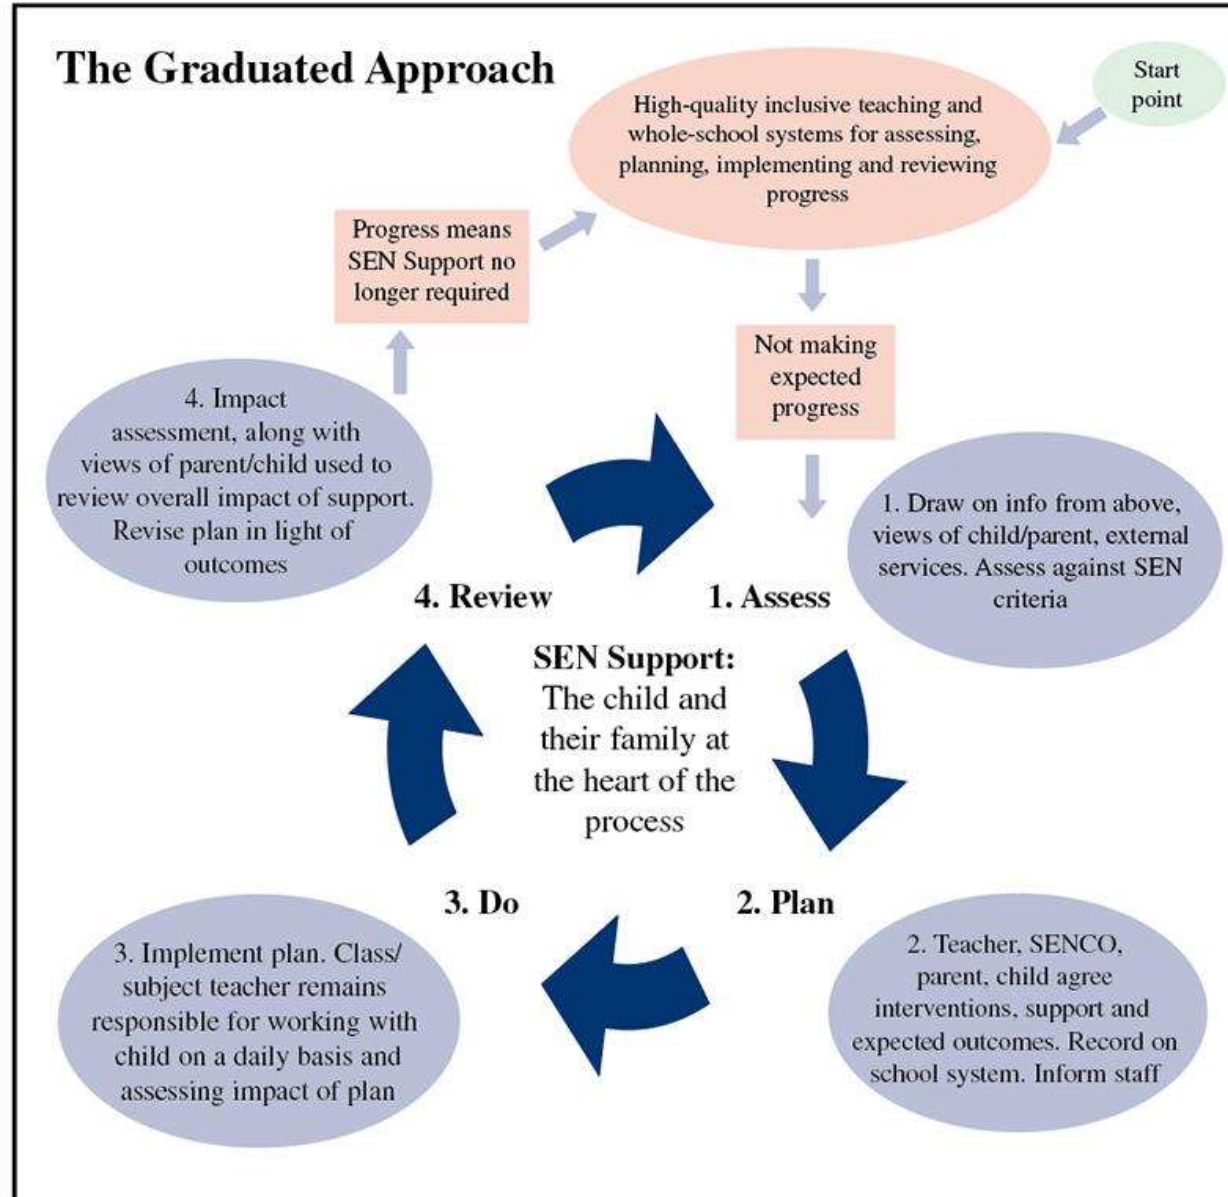 The Graduated Approach
Start
point
High-quality inclusive teaching and
whole-school systems for assessing,
planning, implementing and reviewing
progress
Progress means
SEN Support no
longer required
Not making
expected
progress
4. Impact
assessment, along with
views of parent/child used to
review overall impact of support.
Revise plan in light of
outcomes
1. Draw on info from above,
views of child/parent, external
services. Assess against SEN
criteria
4. Review
1. Assess
SEN Support:
The child and
their family at
the heart of the
process
3. Do
2. Plan
3. Implement plan. Class/
subject teacher remains
responsible for working with
child on a daily basis and
assessing impact of plan
2. Teacher, SENCO,
parent, child agree
interventions, support and
expected outcomes. Record on
school system. Inform staff